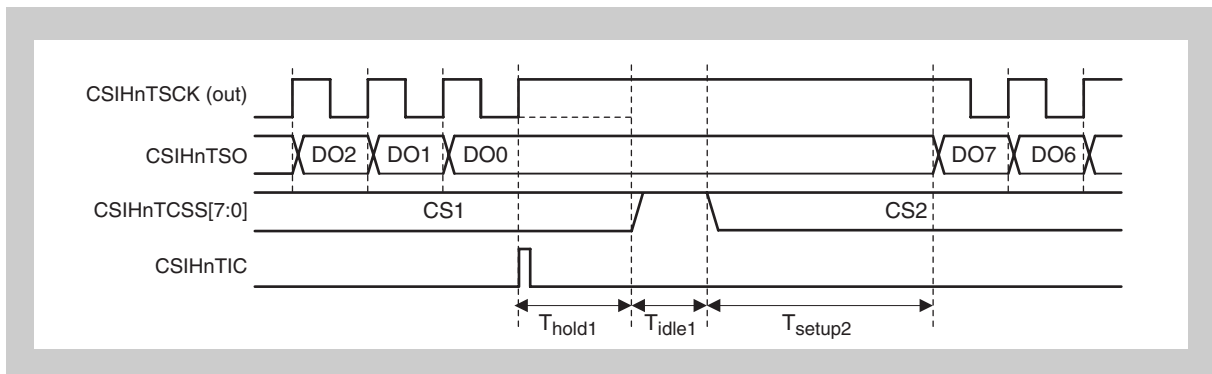 CSIHnTSCK (out)
CSIHnTSO DO2 DO1 DO0 DO7 DO6
CSIHnTCSS[7:0] CS1 CS2
CSIHnTIC
Thold1 Tidle1 Tsetup2